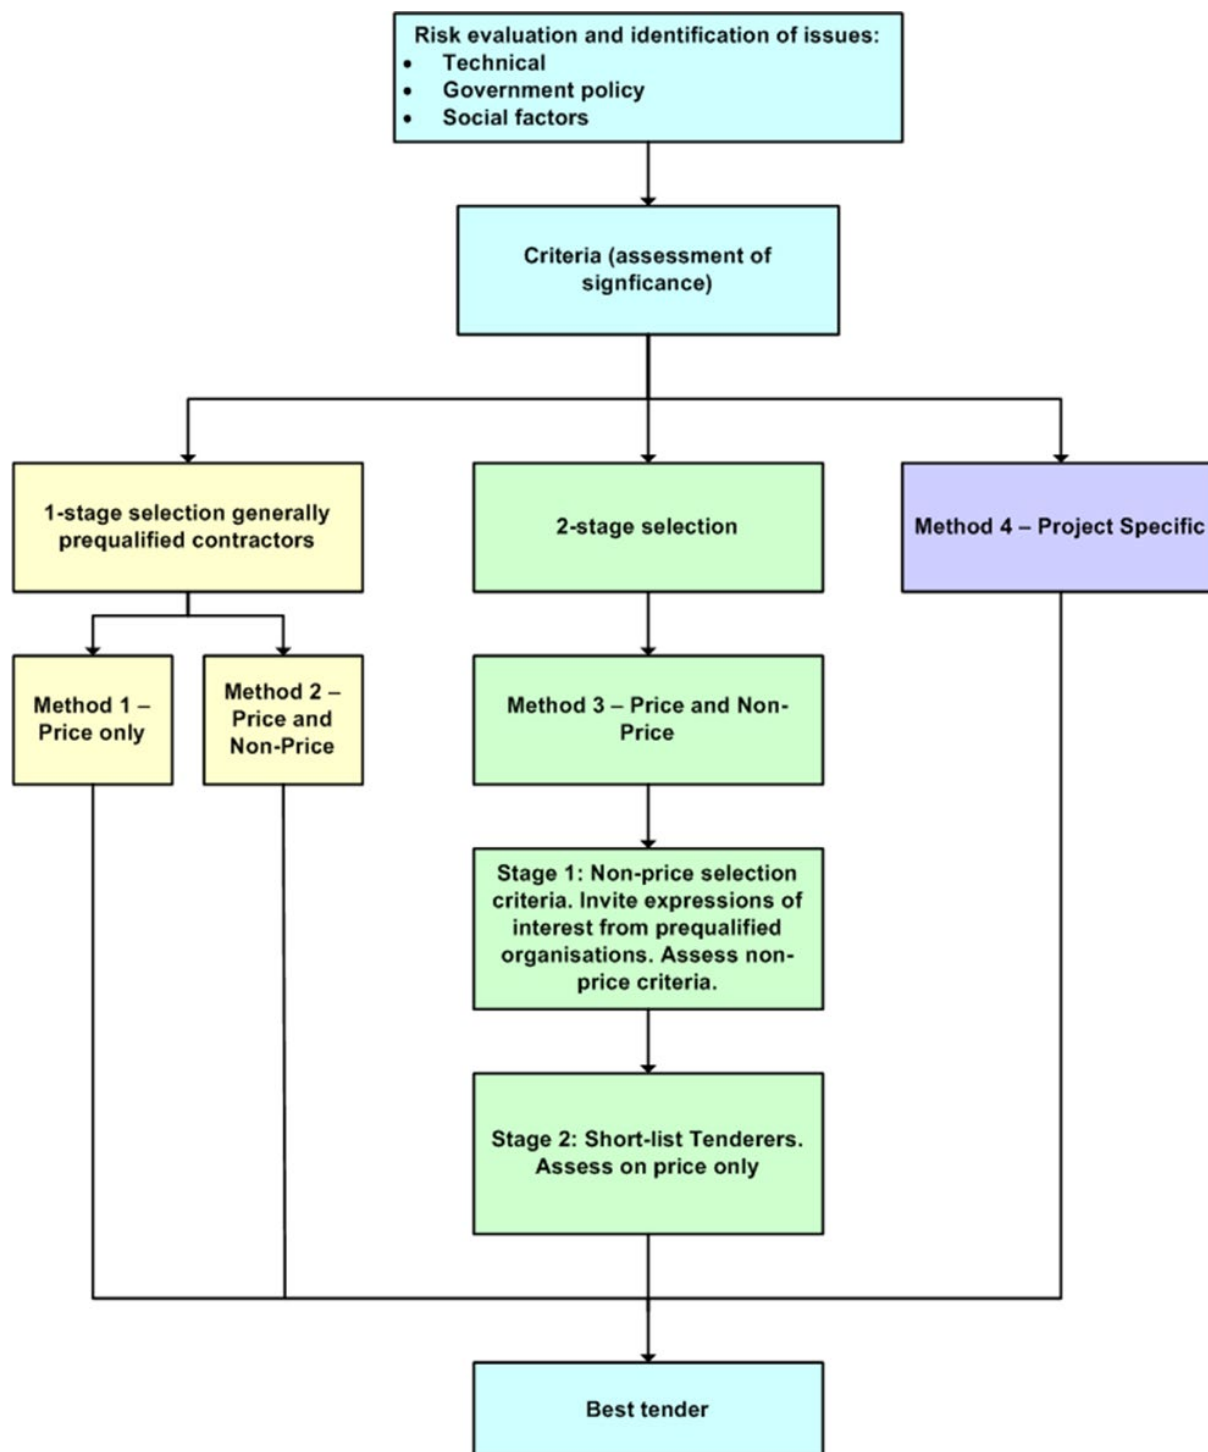 Risk evaluation and identification of issues:
• Technical
• Government policy
• Social factors
Criteria (assessment of
signficance)
1-stage selection generally
prequalified contractors
2-stage selection
Method 4 – Project Specific
Method 1 –
Price only
Method 2 –
Price and
Non-Price
Method 3 – Price and Non-
Price
Stage 1: Non-price selection
criteria. Invite expressions of
interest from prequalified
organisations. Assess non-
price criteria.
Stage 2: Short-list Tenderers.
Assess on price only
Best tender